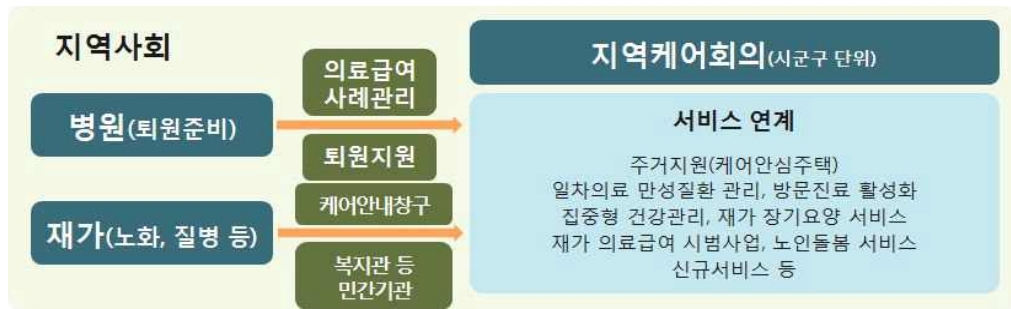 지역사회
병원(퇴원준비)
재가(노화, 질병 등)
의료급여
사례관리
퇴원지원
케어안내창구
복지관 등
민간기관
지역케어회의(시군구 단위)
서비스 연계
주거지원(케어안심주택)
일차의료 만성질환 관리, 방문진료 활성화
집중형 건강관리, 재가 장기요양 서비스
재가 의료급여 시범사업, 노인돌봄 서비스
신규서비스 등